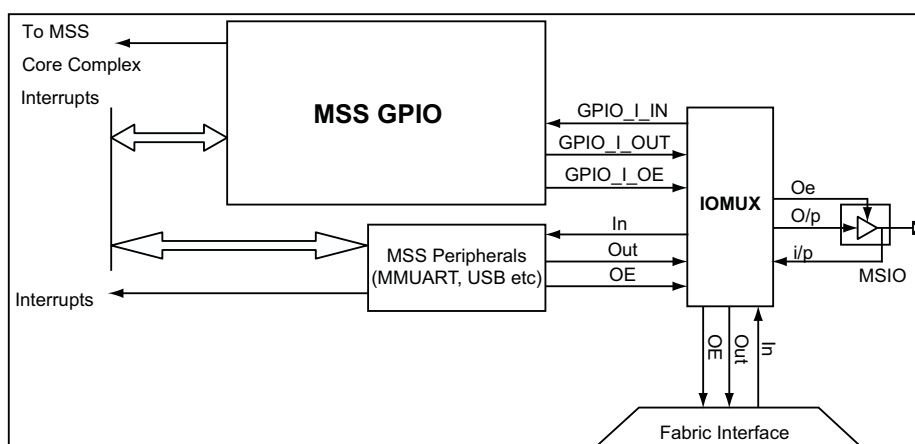 To MSS
Core Complex
Interrupts
MSS GPIO
GPIO_I_IN
GPIO_I_OUT
GPIO_I_OE
IOMUX
Oe
O/p
i/p
MSIO
In
Out
OE
MSS Peripherals
(MMUART, USB etc)
Interrupts
OE
Out
In
Fabric Interface